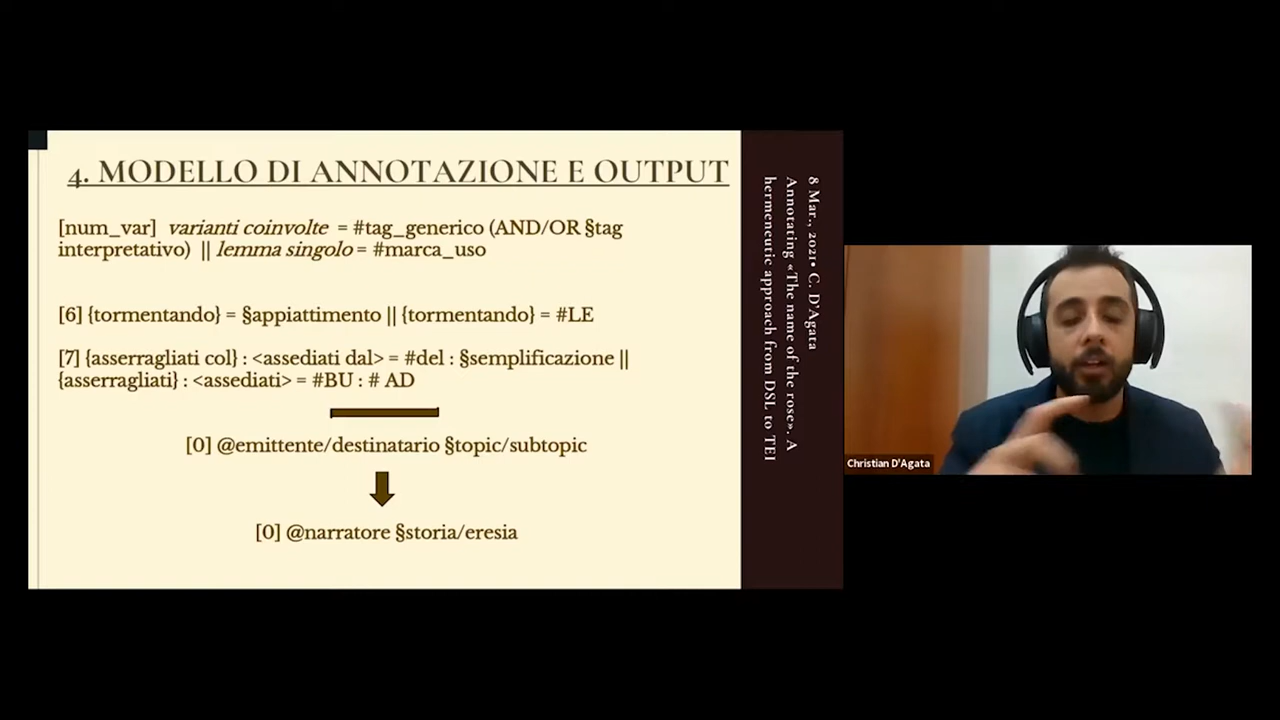 4. MODELLO DI ANNOTAZIONE E OUTPUT
[num_var] varianti coinvolte = #tag_generico (AND/OR §tag
interpretativo) || lemma singolo = #marca_uso
[6] {tormentando} = §appiattimento || {tormentando} = #LE
[7] {asserragliati col} : <assediati dal> = #del : §semplificazione ||
{asserragliati} : <assediati> = #BU : # AD
[0] @emittente/destinatario §topic/subtopic
[0] @narratore §storia/eresia
8 Mar., 2021• C. D'Agata
Annotating «The name of the rose». A
hermeneutic approach from DSL to TEI
Christian D'Agata